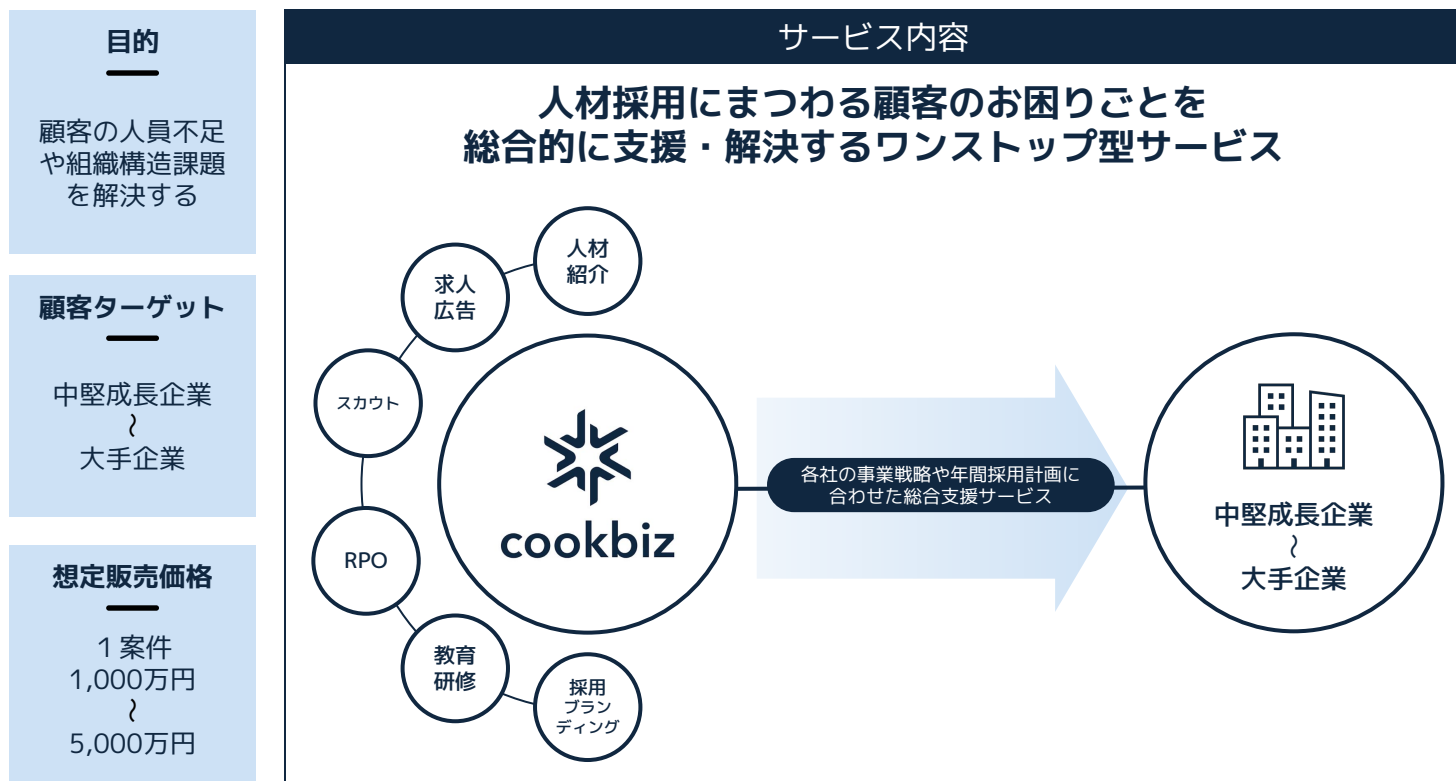 目的
顧客の人員不足
や組織構造課題
を解決する
顧客ターゲット
中堅成長企業
〜
大手企業
想定販売価格
1案件
1,000万円
〜
5,000万円
サービス内容
人材採用にまつわる顧客のお困りごとを
総合的に支援・解決するワンストップ型サービス
人材
紹介
求人
広告
スカウト
RPO
教育
研修
採用
ブラン
ディング
cookbiz
各社の事業戦略や年間採用計画に
合わせた総合支援サービス
中堅成長企業
〜
大手企業